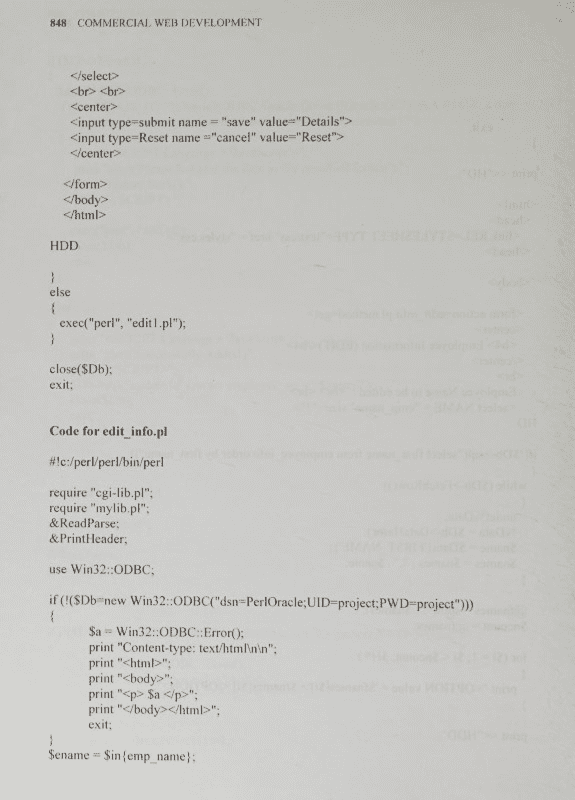 848 COMMERCIAL WEB DEVELOPMENT
</select>
<br> <br>
<center>
<input type=submit name = "save" value="Details">
<input type=Reset name ="cancel" value="Reset">
</center>
</form>
</body>
</html>
HDD
}
else
{
exec("perl", "edit1.pl");
}
close($Db);
exit;
Code for edit_info.pl
#!c:/perl/perl/bin/perl
require "cgi-lib.pl";
require "mylib.pl";
&ReadParse;
&PrintHeader;
use Win32::ODBC;
if (!($Db=new Win32::ODBC("dsn=PerlOracle;UID=project;PWD=project")))
{
$a = Win32::ODBC::Error();
print "Content-type: text/html\n\n";
print "<html>";
print "<body>";
print "<p> $a </p>";
print "</body></html>";
exit;
}
$ename = $in{emp_name};